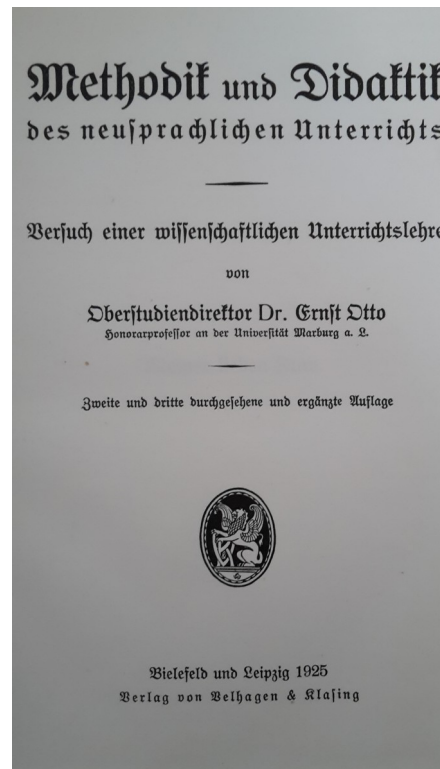 Methodik und Didaktik
des neusprachlichen Unterrichts
Versuch einer wissenschaftlichen Unterrichtslehre
von
Oberstudiendirektor Dr. Ernst Otto
Honorarprofessor an der Universität Marburg a. L.
Zweite und dritte durchgesehene und ergänzte Auflage
Bielefeld und Leipzig 1925
Verlag von Velhagen & Klasing